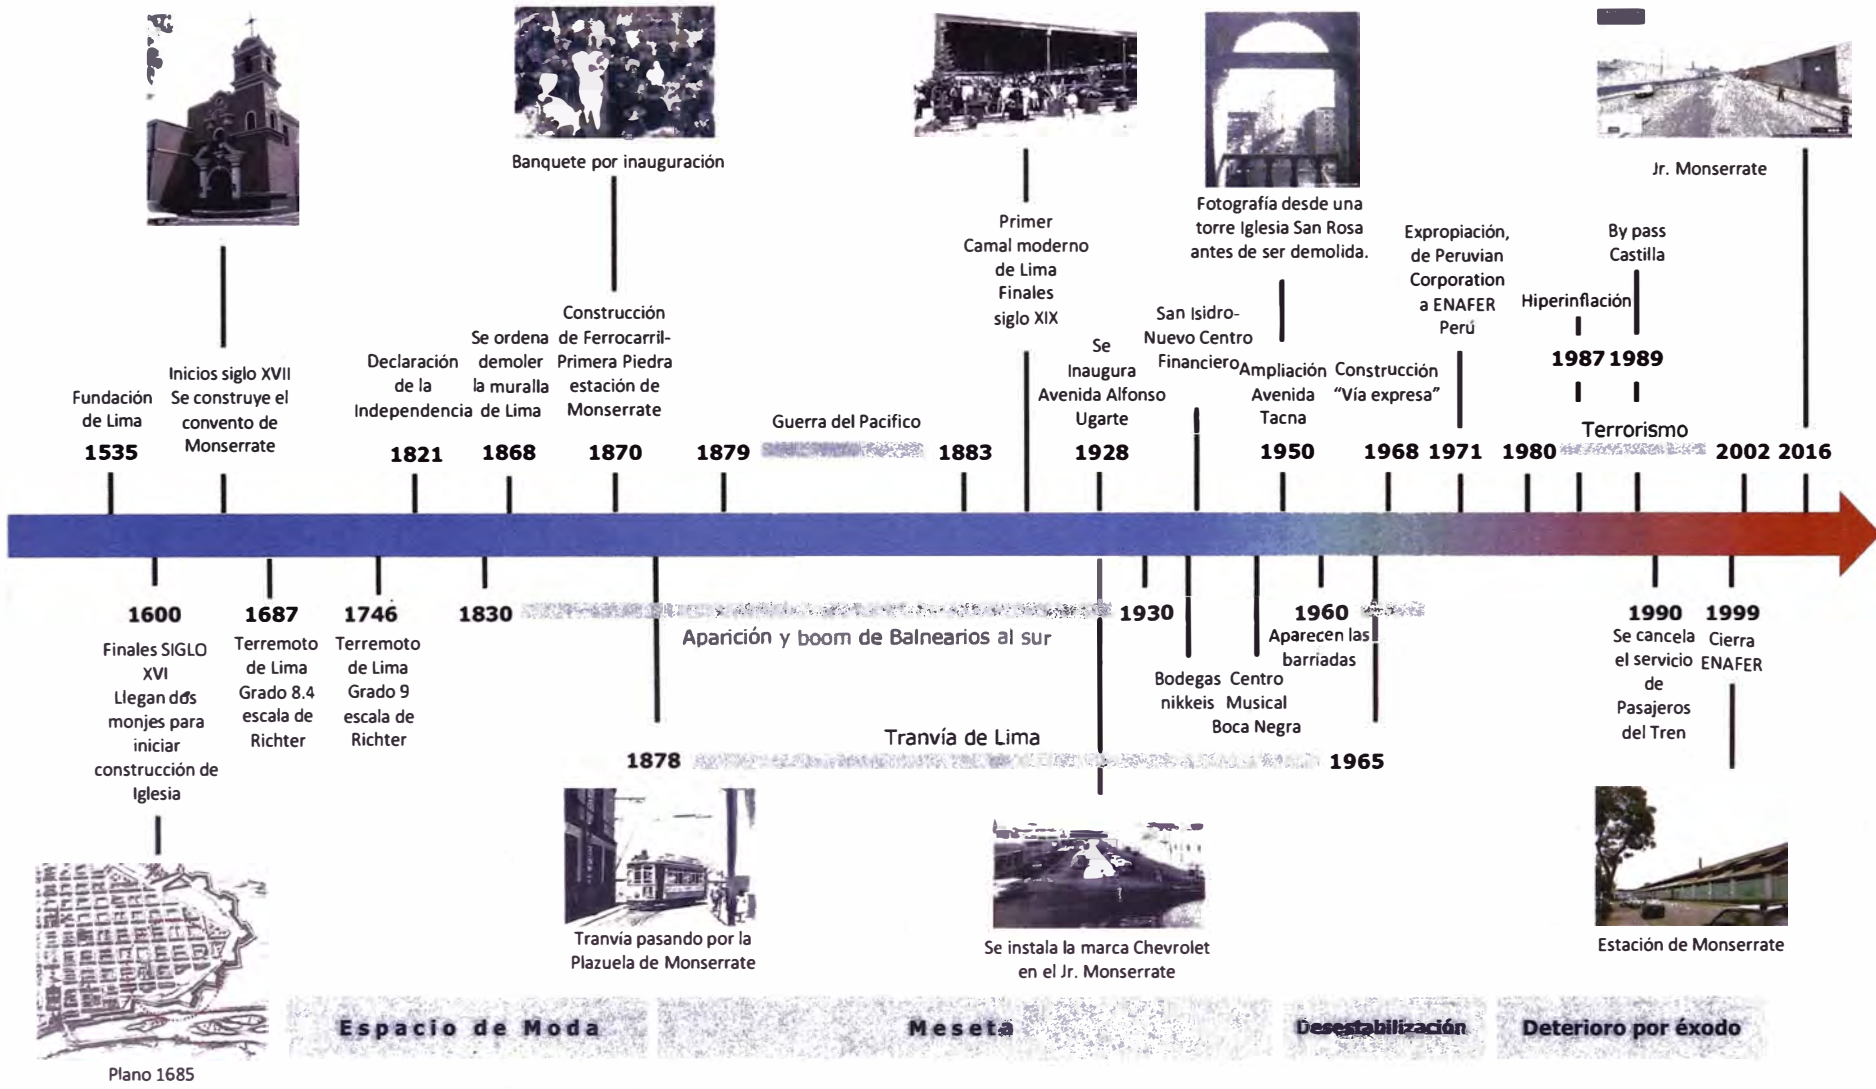 Banquete por inauguración
Jr. Monserrate
Fotografía desde una
torre Iglesia San Rosa
antes de ser demolida.
Primer
Camal moderno
de Lima
Finales
siglo XIX
Expropiación,
de Peruvian
Corporation
a ENAFER
Perú
By pass
Castilla
Hiperinflación
1987 1989
Fundación
de Lima
1535
Inicios siglo XVII
Se construye el
convento de
Monserrate
Declaración
de la
Independencia
1821
Se ordena
demoler
la muralla
de Lima
1868
Construcción
de Ferrocarril-
Primera Piedra
estación de
Monserrate
1870
1879
Guerra del Pacifico
1883
Se
Inaugura
Avenida Alfonso
Ugarte
1928
San Isidro-
Nuevo Centro
Financiero
Ampliación
Avenida
Tacna
1950
Construcción
“Vía expresa”
1968
1971
1980
Terrorismo
2002
2016
1600
Finales SIGLO
XVI
Llegan dos
monjes para
iniciar
construcción de
Iglesia
1687
Terremoto
de Lima
Grado 8.4
escala de
Richter
1746
Terremoto
de Lima
Grado 9
escala de
Richter
1830
Aparición y boom de Balnearios al sur
1930
Bodegas
nikkeis
Centro
Musical
Boca Negra
1960
Aparecen las
barriadas
1990
Se cancela
el servicio
de
Pasajeros
del Tren
1999
Cierra
ENAFER
1878
Tranvía de Lima
1965
Tranvía pasando por la
Plazuela de Monserrate
Se instala la marca Chevrolet
en el Jr. Monserrate
Estación de Monserrate
Plano 1685
Espacio de Moda
Meseta
Desestabilización
Deterioro por éxodo